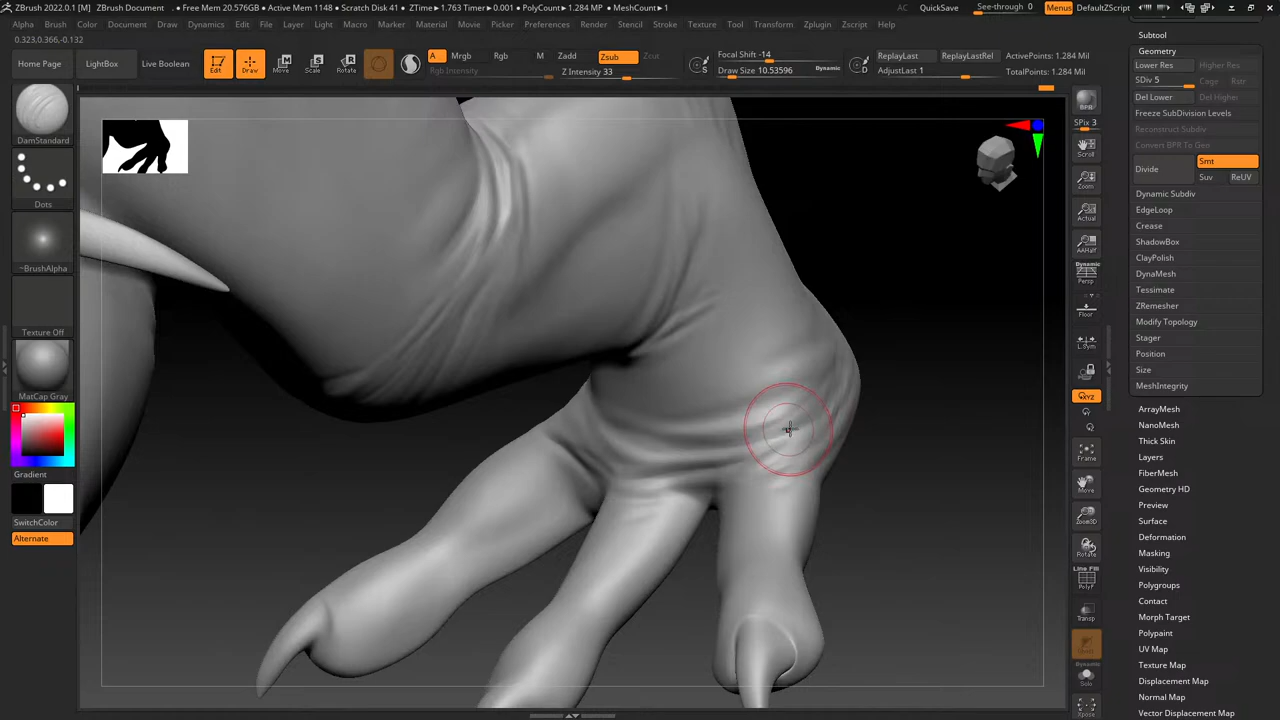 ZBrush 2022.0.1 [M] ZBrush Document . • Free Mem 20.576GB • Active Mem 1148 • Scratch Disk 41 • ZTime▸1.763 Timer▸0.001 • PolyCount▸1.284 MP • MeshCount▸1 AC QuickSave See-through 0 Menus DefaultZScript
Alpha Brush Color Document Draw Dynamics Edit File Layer Light Macro Marker Material Movie Picker Preferences Render Stencil Stroke Texture Tool Transform Zplugin Zscript Help
0.323,0.366,-0.132
Home Page LightBox Live Boolean Edit Draw Move Scale Rotate
A Mrgb Rgb M Zadd Zsub Zcut
Rgb Intensity Z Intensity 33
Focal Shift -14
Draw Size 10.53596 Dynamic
S
D
ReplayLast ReplayLastRel
AdjustLast 1
ActivePoints: 1.284 Mil
TotalPoints: 1.284 Mil
DamStandard
Dots
~BrushAlpha
Texture Off
MatCap Gray
Gradient
SwitchColor
Alternate
BPR
SPix 3
Scroll
Zoom
Actual
AAHalf
Dynamic
Persp
Floor
L.Sym
XYZ
Frame
Move
Zoom3D
Rotate
Line Fill
PolyF
Transp
Dynamic
Solo
Xpose
Subtool
Geometry
Lower Res Higher Res
SDiv 5 Cage Rstr
Del Lower Del Higher
Freeze SubDivision Levels
Reconstruct Subdiv
Convert BPR To Geo
Divide Smt
Suv ReUV
Dynamic Subdiv
EdgeLoop
Crease
ShadowBox
ClayPolish
DynaMesh
Tessimate
ZRemesher
Modify Topology
Stager
Position
Size
MeshIntegrity
ArrayMesh
NanoMesh
Thick Skin
Layers
FiberMesh
Geometry HD
Preview
Surface
Deformation
Masking
Visibility
Polygroups
Contact
Morph Target
Polypaint
UV Map
Texture Map
Displacement Map
Normal Map
Vector Displacement Map